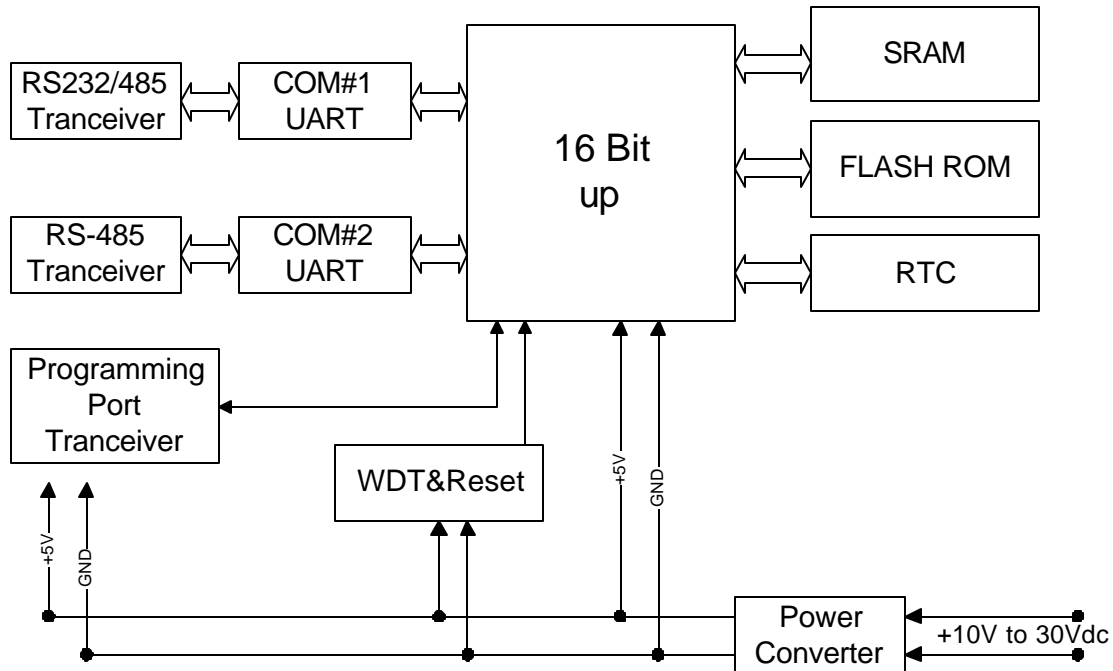 SRAM
RS232/485
Tranceiver
COM#1
UART
16 Bit
up
FLASH ROM
RS-485
Tranceiver
COM#2
UART
RTC
Programming
Port
Tranceiver
WDT&Reset
+5V
GND
+5V
GND
Power
Converter
+10V to 30Vdc